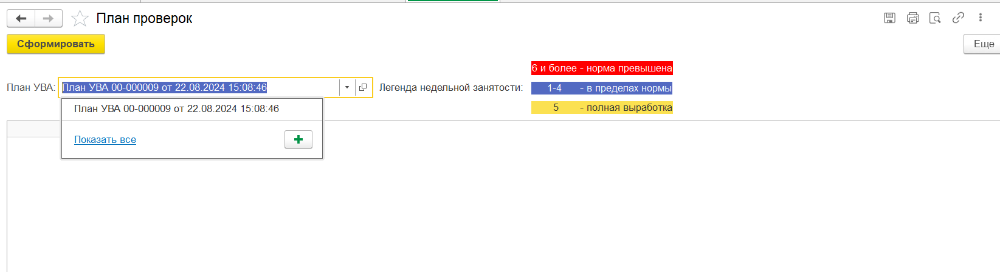 План проверок
Сформировать
Еще
6 и более - норма превышена
План УВА: План УВА 00-000009 от 22.08.2024 15:08:46 Легенда недельной занятости: 1-4 - в пределах нормы
План УВА 00-000009 от 22.08.2024 15:08:46
5 - полная выработка
Показать все